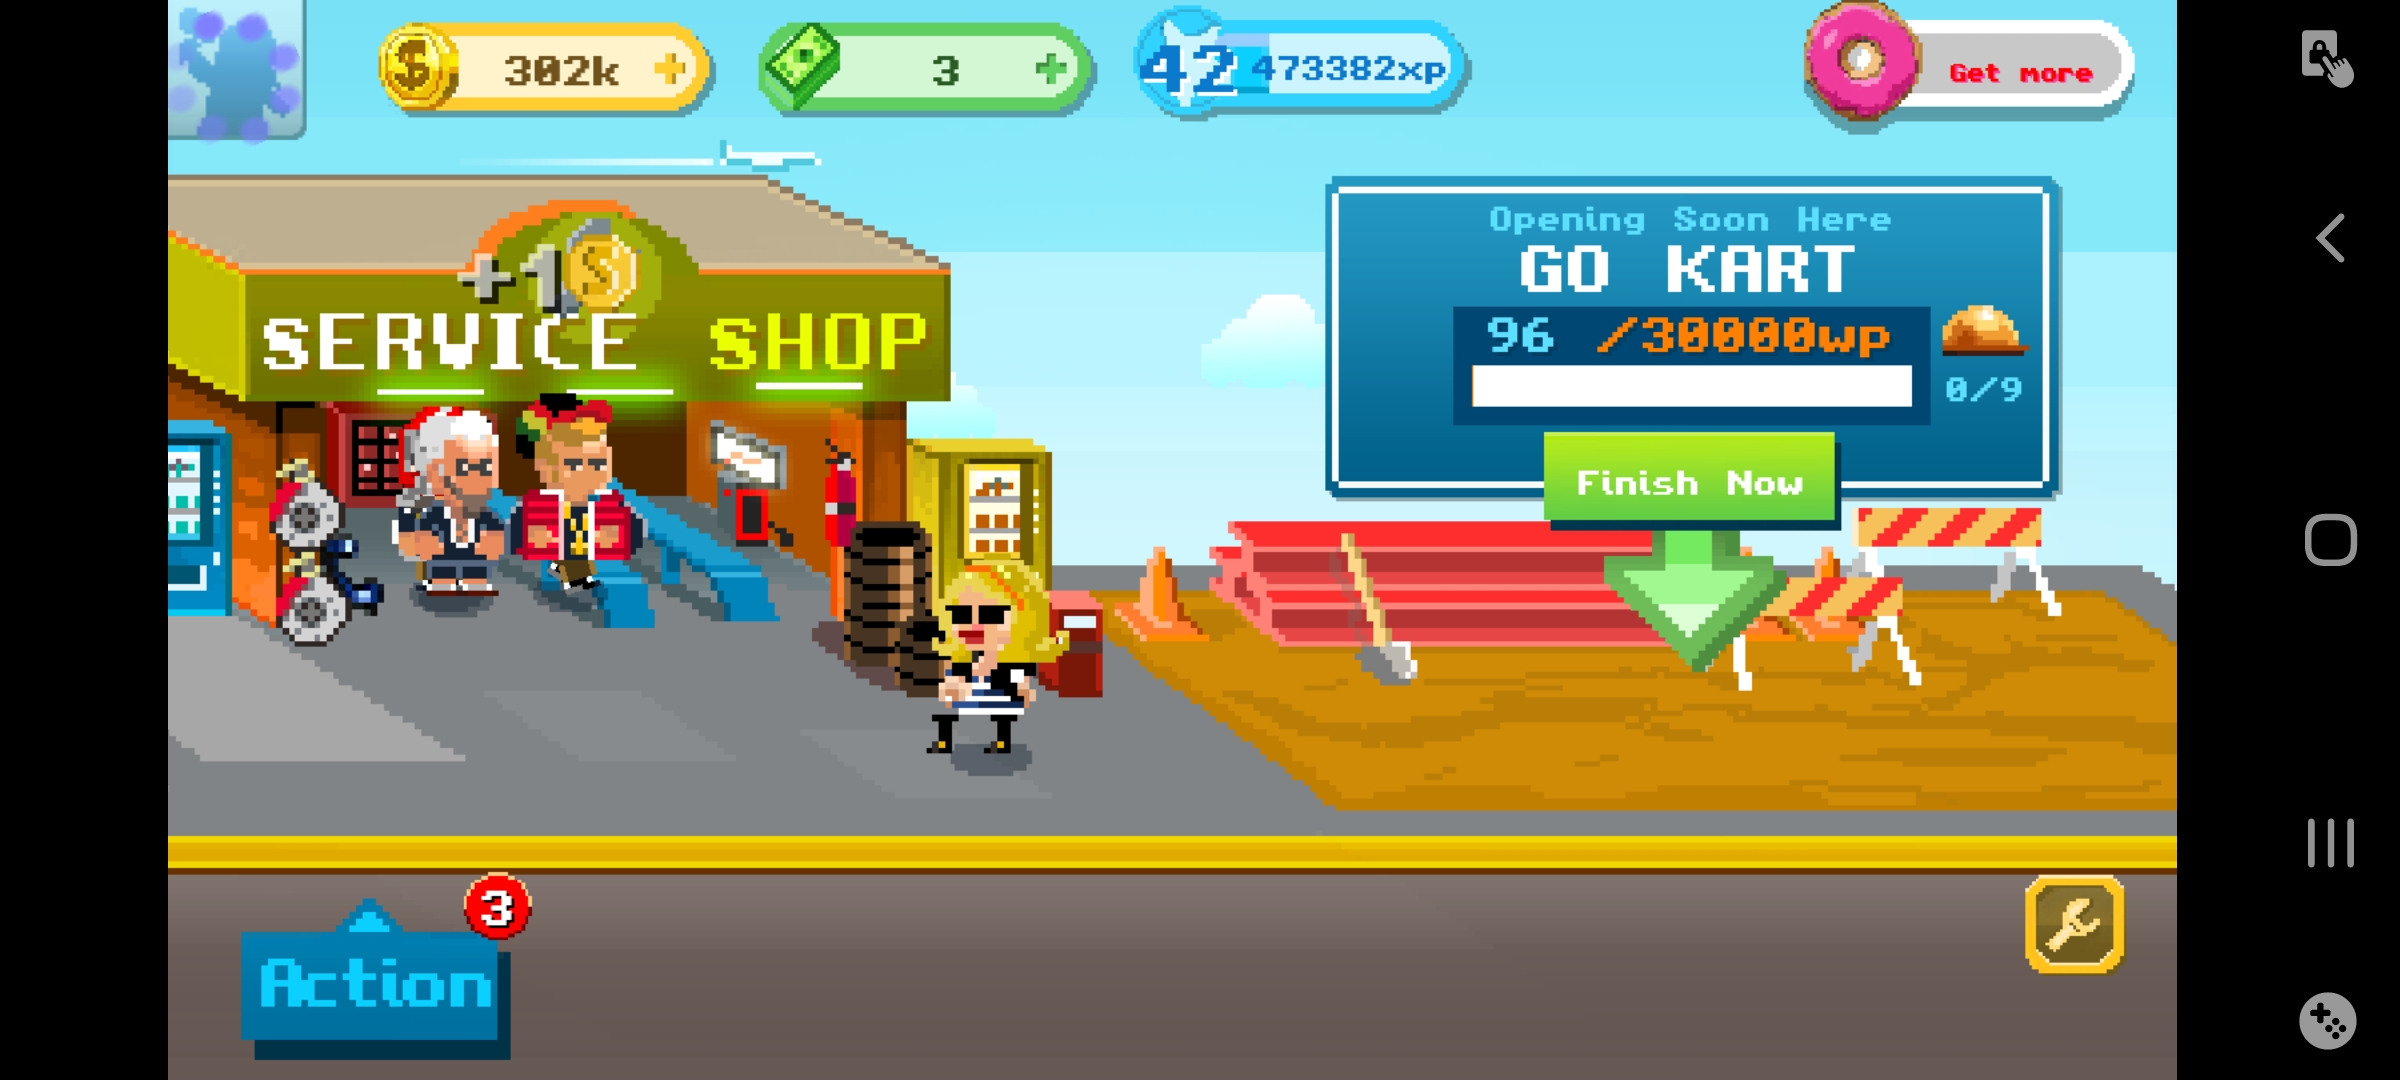 302k
3
42 473382xp
Get more
+1
SERVICE SHOP
Opening Soon Here
GO KART
96 /30000wp
0/9
Finish Now
3
Action